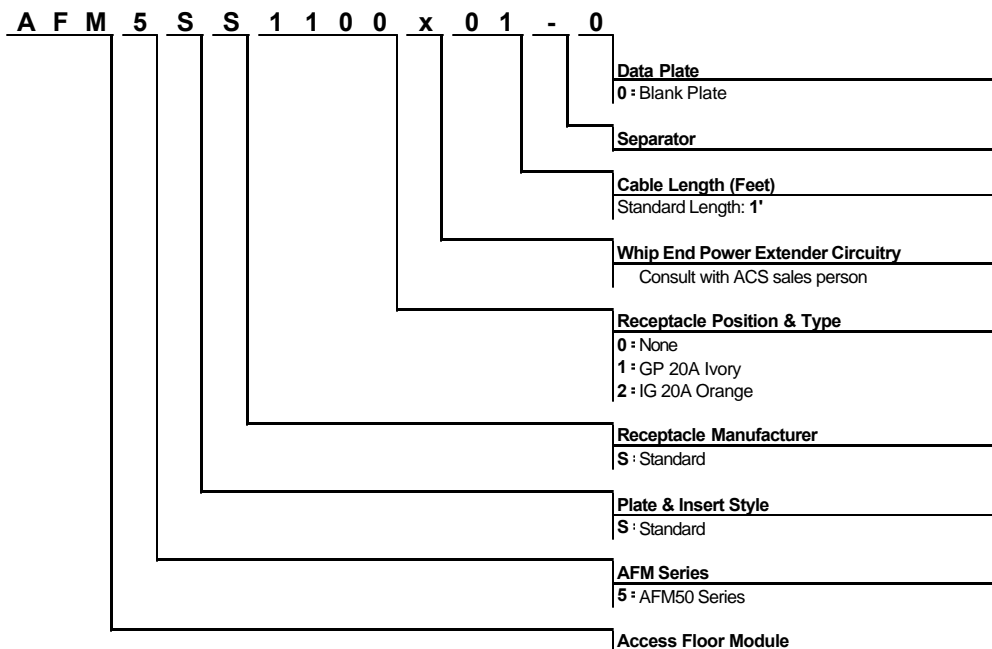 A F M 5 S S 1 1 0 0 x 0 1 - 0
Data Plate
0: Blank Plate
Separator
Cable Length (Feet)
Standard Length: 1'
Whip End Power Extender Circuitry
Consult with ACS sales person
Receptacle Position & Type
0: None
1: GP 20A Ivory
2: IG 20A Orange
Receptacle Manufacturer
S: Standard
Plate & Insert Style
S: Standard
AFM Series
5: AFM50 Series
Access Floor Module